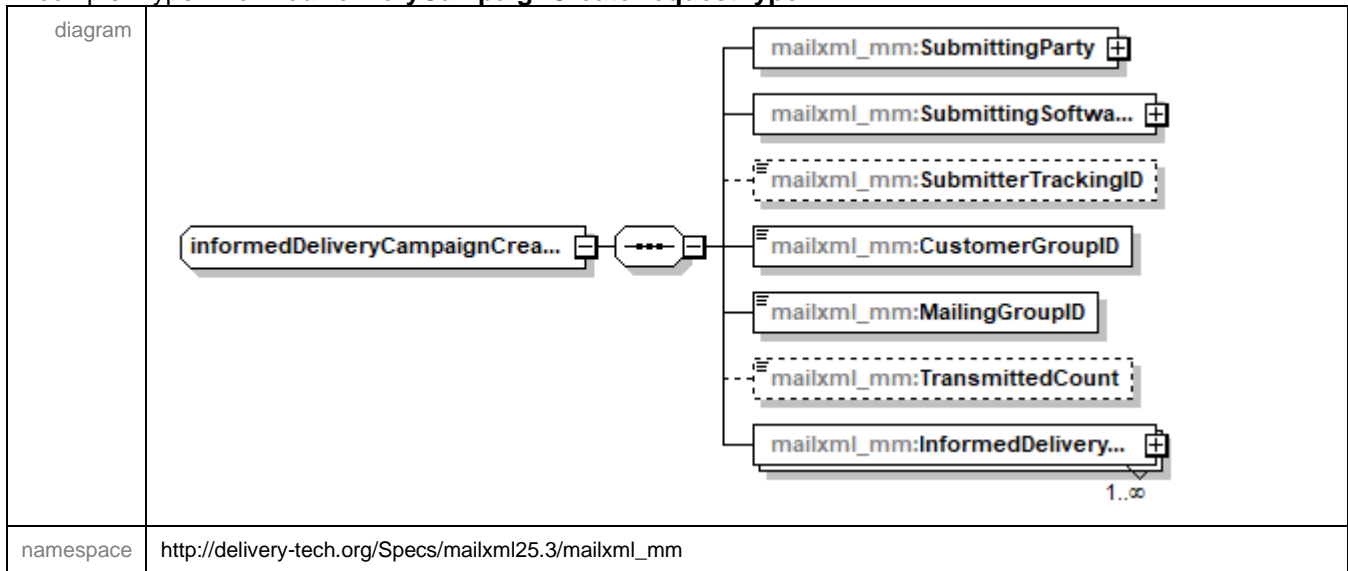 diagram
mailxml_mm:SubmittingParty
mailxml_mm:SubmittingSoftwa...
mailxml_mm:SubmitterTrackingID
informedDeliveryCampaignCrea...
mailxml_mm:CustomerGroupID
mailxml_mm:MailingGroupID
mailxml_mm:TransmittedCount
mailxml_mm:InformedDelivery...
1..∞
namespace
http://delivery-tech.org/Specs/mailxml25.3/mailxml_mm